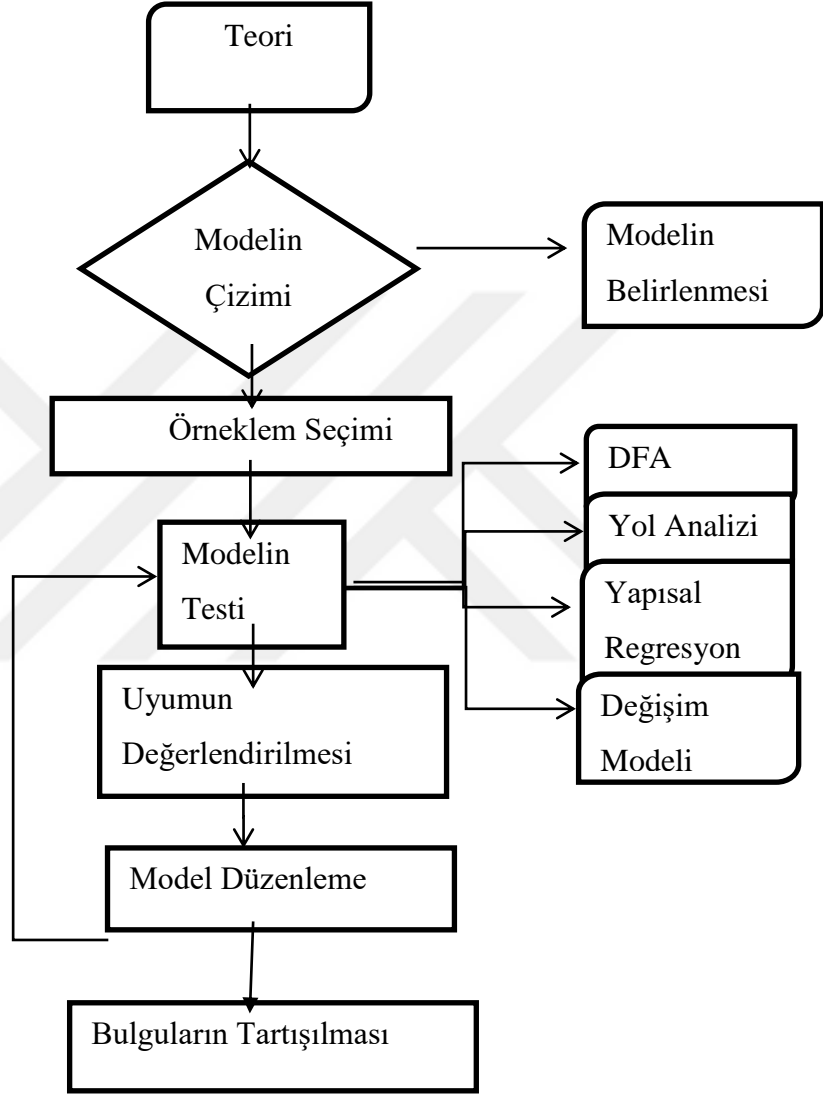 Teori
Modelin
Çizimi
Modelin
Belirlenmesi
Örneklem Seçimi
DFA
Yol Analizi
Modelin
Testi
Yapısal
Regresyon
Uyumun
Değerlendirilmesi
Değişim
Modeli
Model Düzenleme
Bulguların Tartışılması